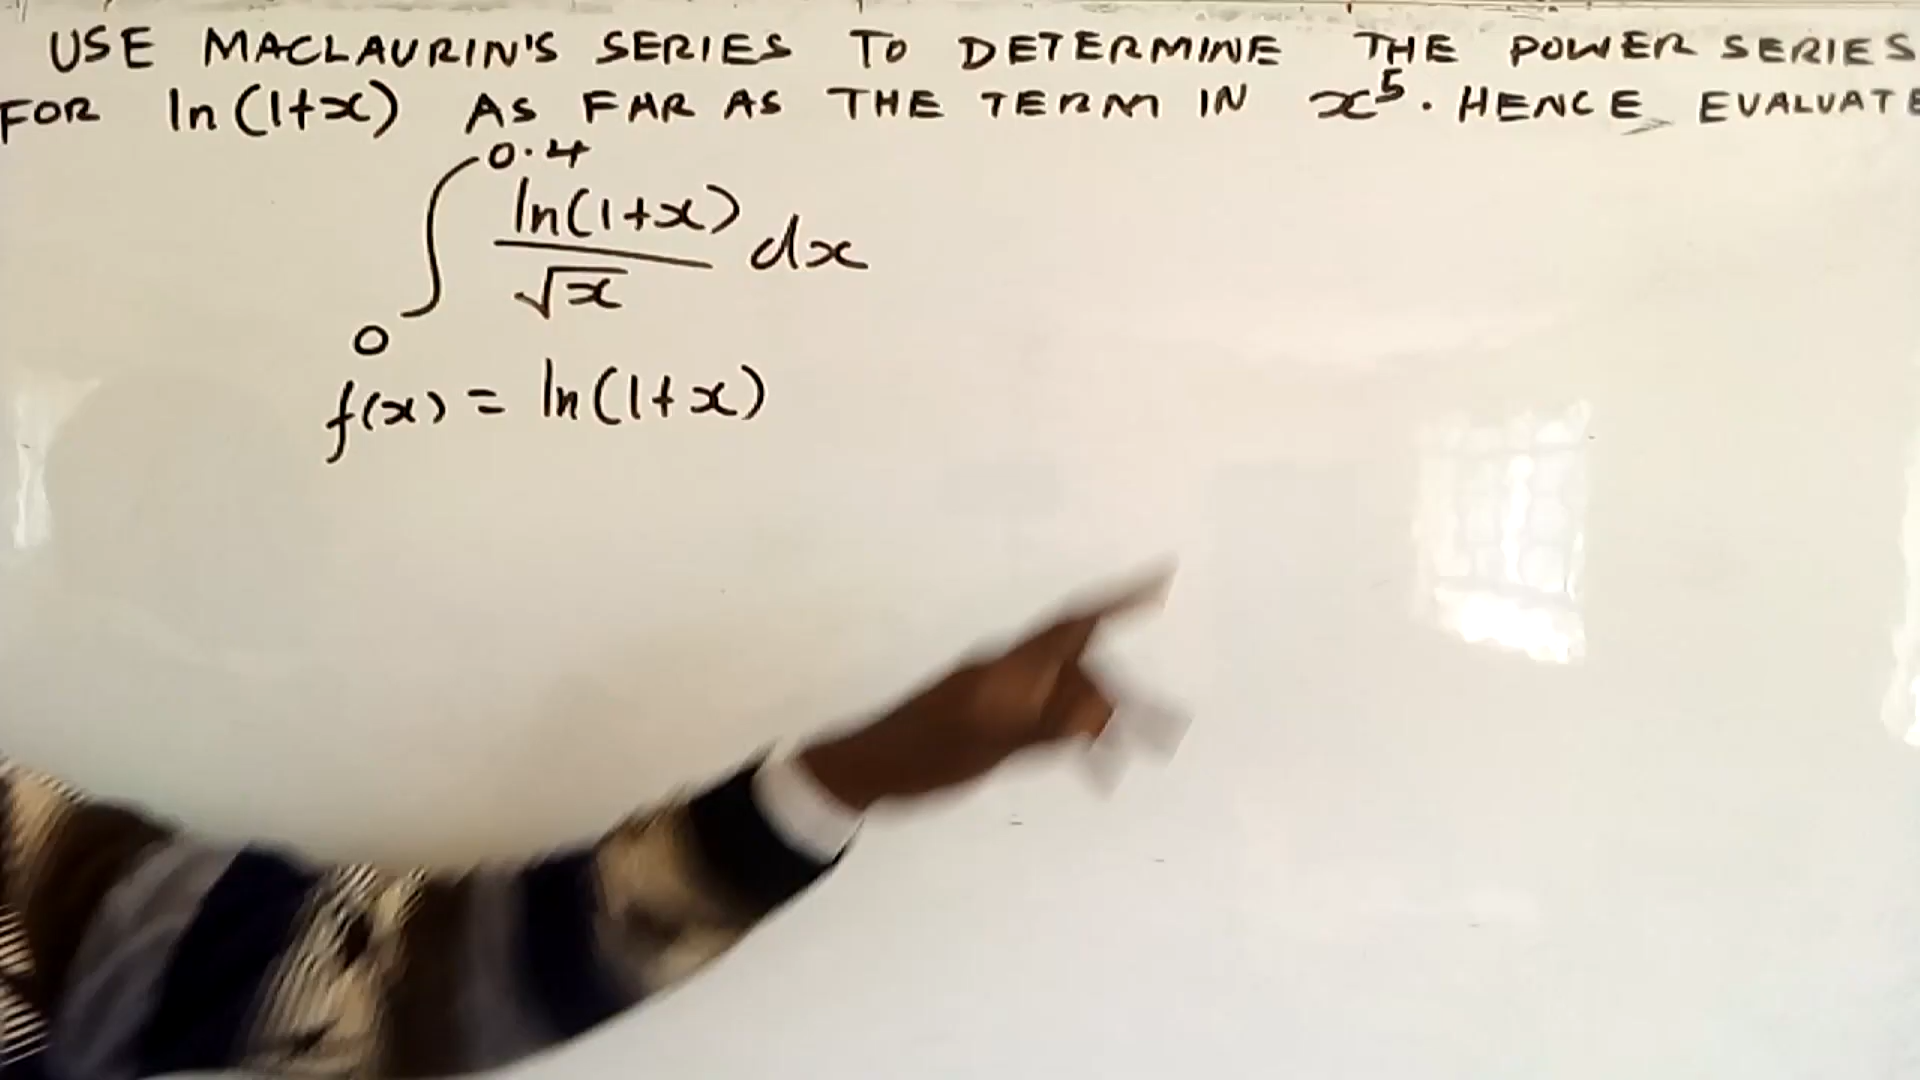 USE MACLAURIN'S SERIES TO DETERMINE THE POWER SERIES
FOR ln(1+x) AS FAR AS THE TERM IN x⁵. HENCE EVALUATE
∫₀^0.4 ln(1+x)/√x dx
f(x) = ln(1+x)